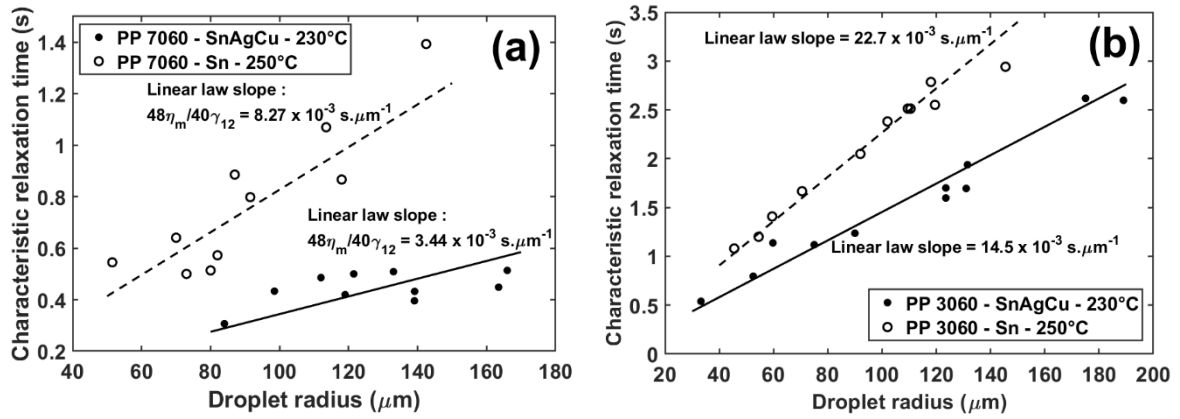 Characteristic relaxation time (s)
1.4
1.2
1
0.8
0.6
0.4
0.2
40
60
80
100
120
140
160
180
Droplet radius (μm)
PP 7060 - SnAgCu - 230°C
PP 7060 - Sn - 250°C
(a)
Linear law slope :
48η_m/40γ_12 = 8.27 x 10^-3 s.μm^-1
Linear law slope :
48η_m/40γ_12 = 3.44 x 10^-3 s.μm^-1
Characteristic relaxation time (s)
3.5
3
2.5
2
1.5
1
0.5
0
20
40
60
80
100
120
140
160
180
200
Droplet radius (μm)
Linear law slope = 22.7 x 10^-3 s.μm^-1
(b)
Linear law slope = 14.5 x 10^-3 s.μm^-1
PP 3060 - SnAgCu - 230°C
PP 3060 - Sn - 250°C